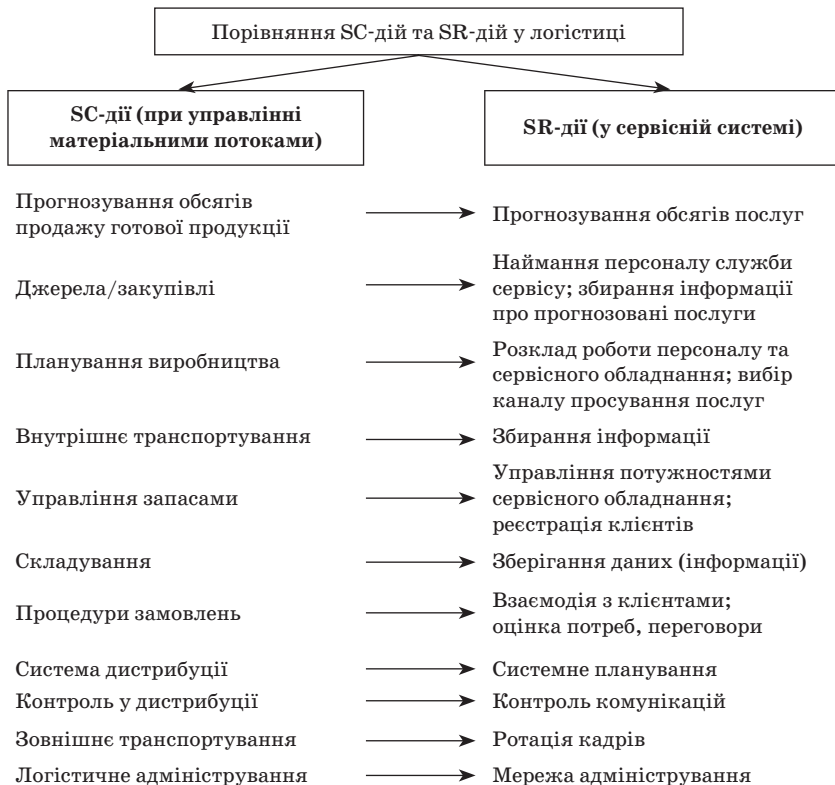 Порівняння SC-дій та SR-дій у логістиці
SC-дії (при управлінні
матеріальними потоками)
SR-дії (у сервісній системі)
Прогнозування обсягів
продажу готової продукції
Прогнозування обсягів послуг
Джерела/закупівлі
Наймання персоналу служби
сервісу; збирання інформації
про прогнозовані послуги
Планування виробництва
Розклад роботи персоналу та
сервісного обладнання; вибір
каналу просування послуг
Внутрішнє транспортування
Збирання інформації
Управління запасами
Управління потужностями
сервісного обладнання;
реєстрація клієнтів
Складування
Зберігання даних (інформації)
Процедури замовлень
Взаємодія з клієнтами;
оцінка потреб, переговори
Система дистрибуції
Системне планування
Контроль у дистрибуції
Контроль комунікацій
Зовнішнє транспортування
Ротація кадрів
Логістичне адміністрування
Мережа адміністрування